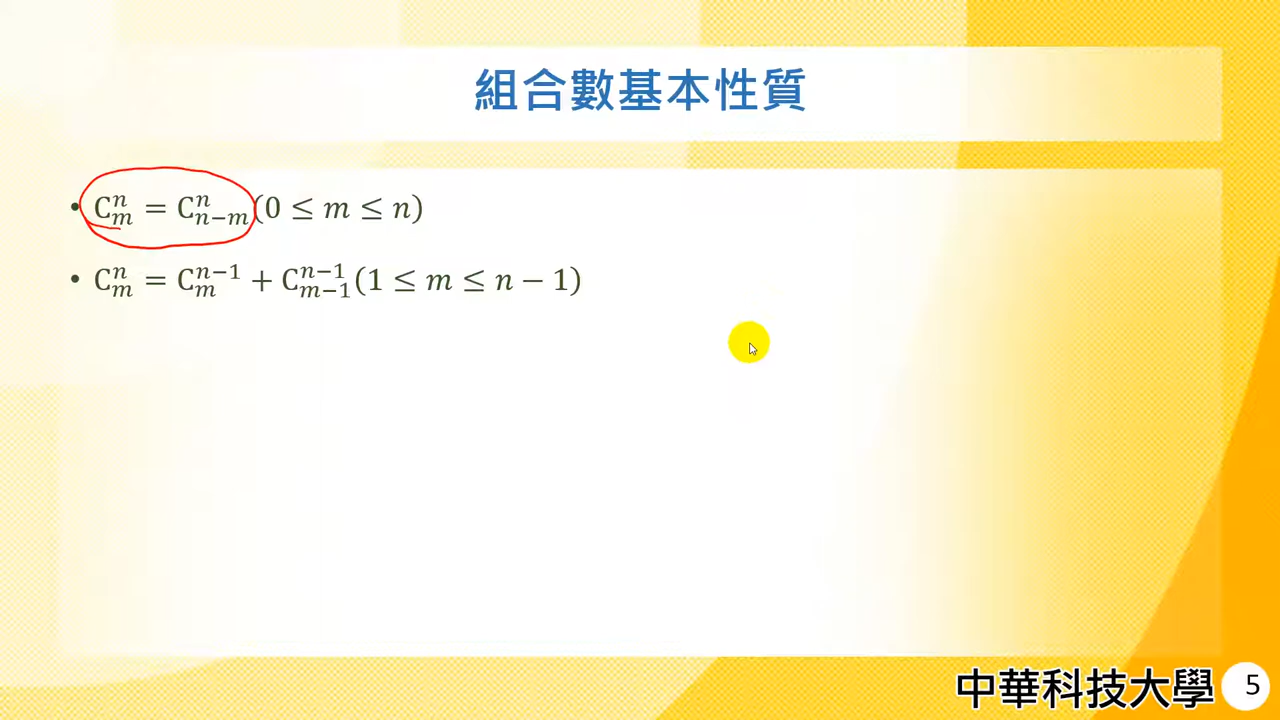 組合數基本性質
• C_m^n = C_{n−m}^n (0 ≤ m ≤ n)
• C_m^n = C_m^{n−1} + C_{m−1}^{n−1} (1 ≤ m ≤ n − 1)
中華科技大學 5